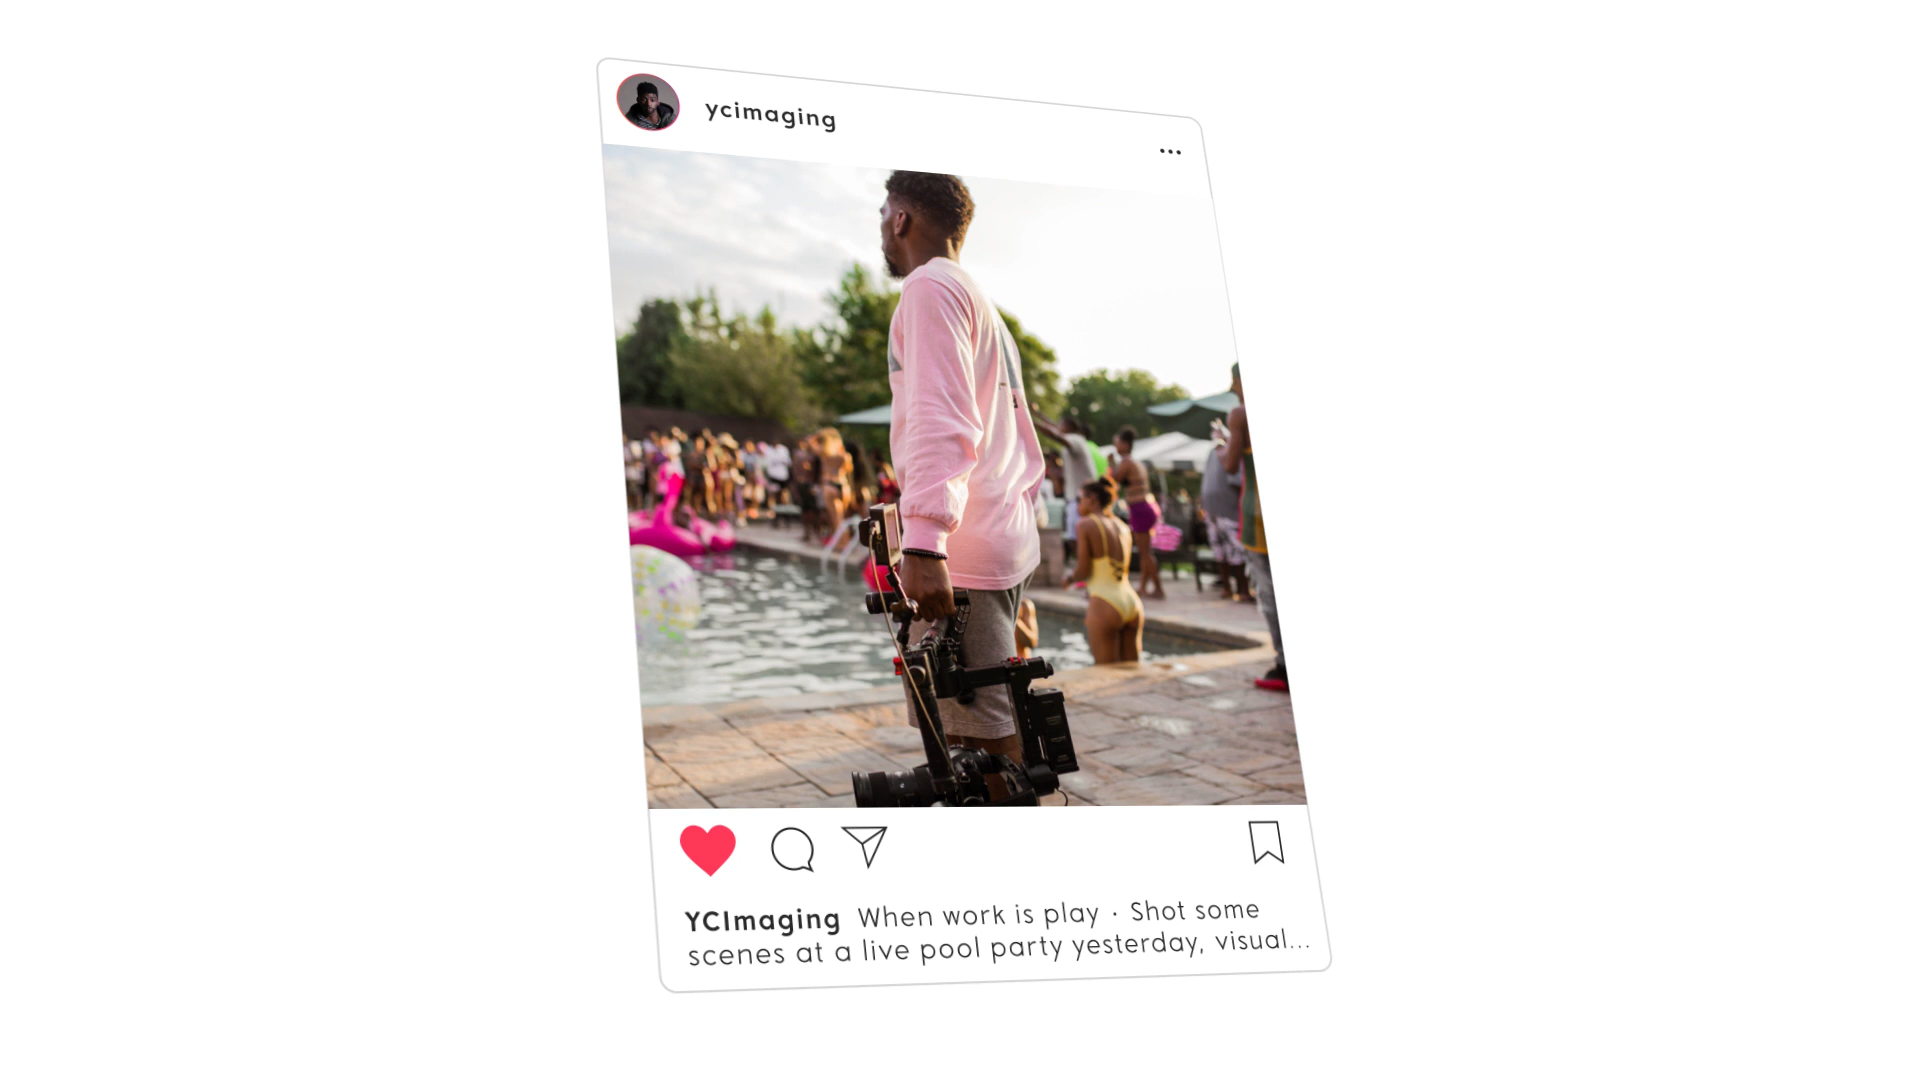 ycimaging
YCImaging When work is play · Shot some
scenes at a live pool party yesterday, visual...